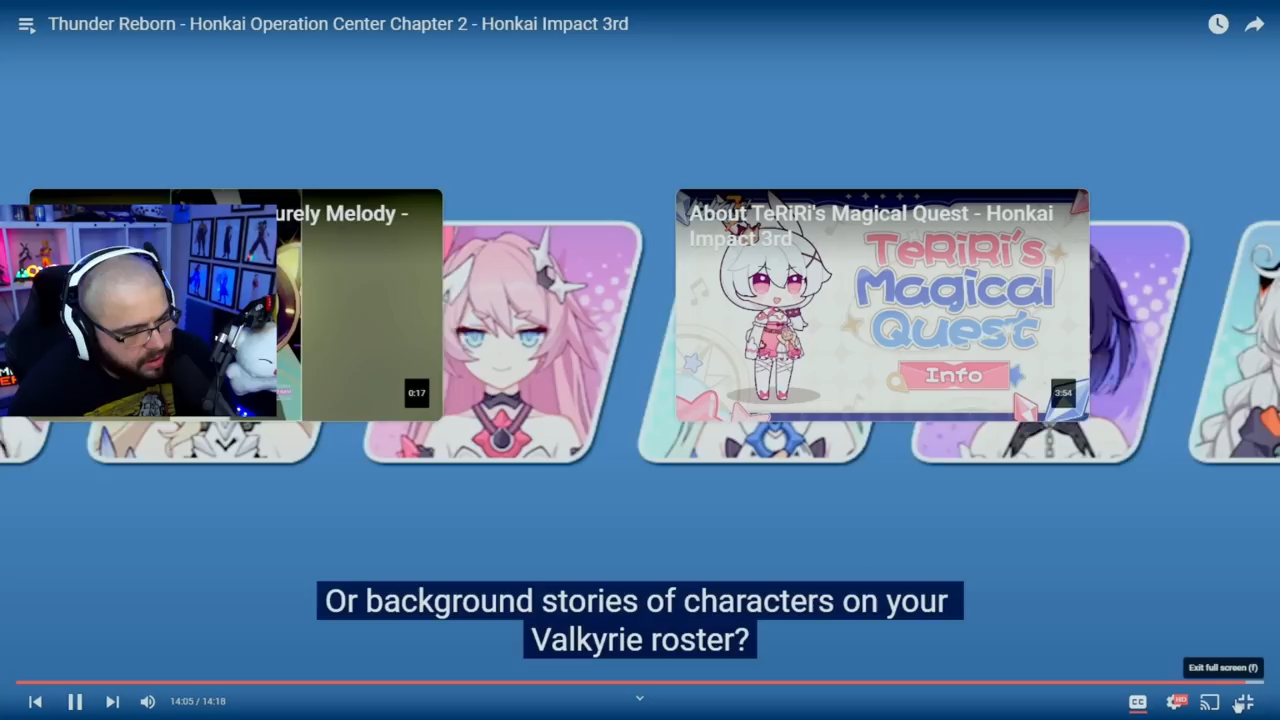 Thunder Reborn - Honkai Operation Center Chapter 2 - Honkai Impact 3rd
urely Melody -
0:17
About TeRiRi's Magical Quest - Honkai
Impact 3rd
TeRiRi's
Magical
Quest
Info
3:54
Or background stories of characters on your
Valkyrie roster?
Exit full screen (f)
14:05 / 14:18
CC
HD